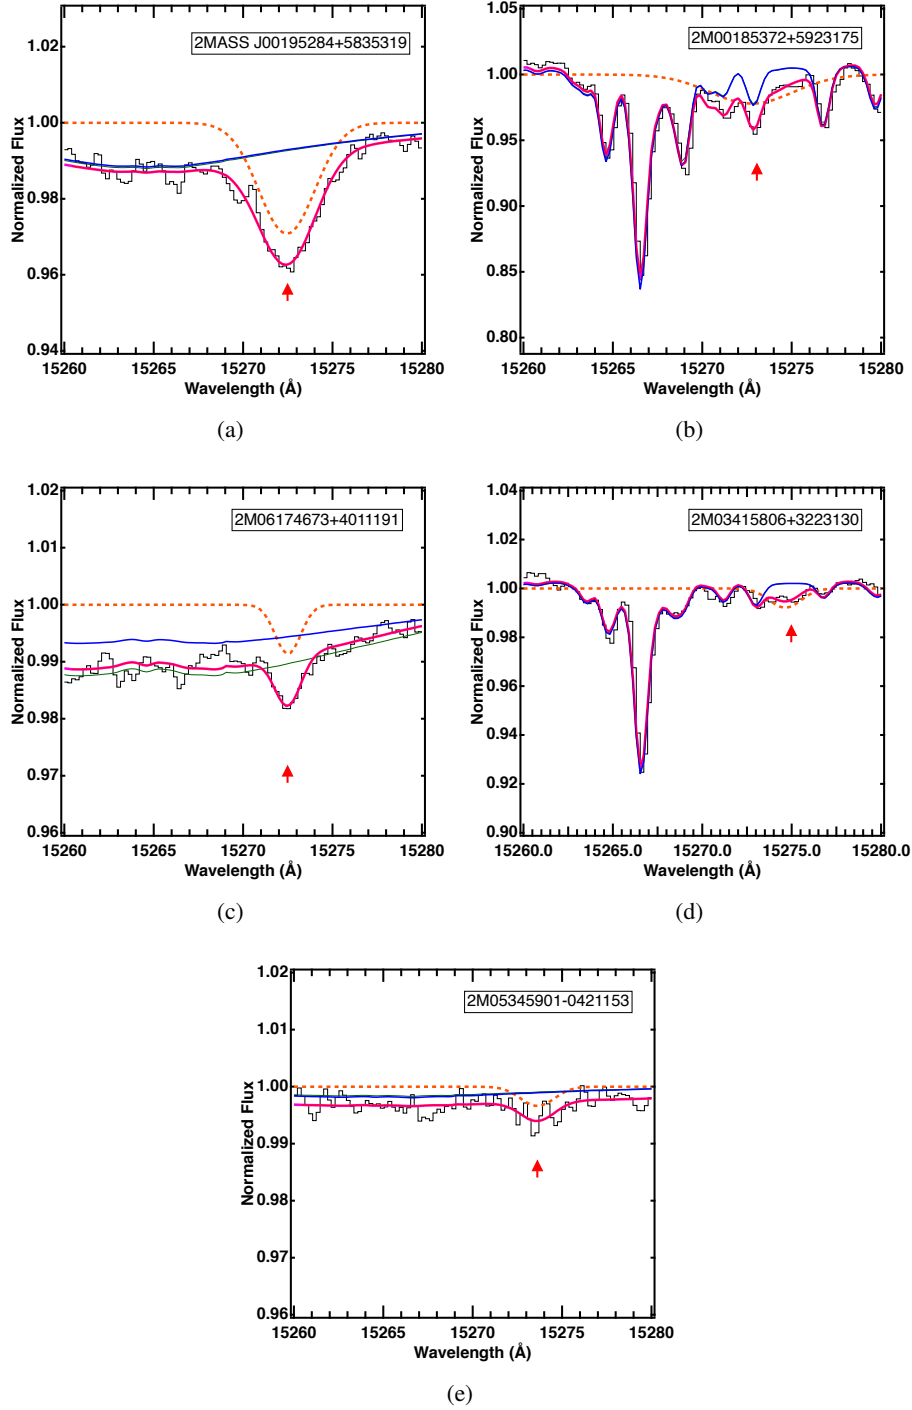 2MASS J00195284+5835319
1.02
1.00
0.98
0.96
0.94
Normalized Flux
15260 15265 15270 15275 15280
Wavelength (Å)
(a)
2M00185372+5923175
1.05
1.00
0.95
0.90
0.85
0.80
Normalized Flux
15260 15265 15270 15275 15280
Wavelength (Å)
(b)
2M06174673+4011191
1.02
1.01
1.00
0.99
0.98
0.97
0.96
Normalized Flux
15260 15265 15270 15275 15280
Wavelength (Å)
(c)
2M03415806+3223130
1.04
1.02
1.00
0.98
0.96
0.94
0.92
0.90
Normalized Flux
15260.0 15265.0 15270.0 15275.0 15280.0
Wavelength (Å)
(d)
2M05345901-0421153
1.02
1.01
1.00
0.99
0.98
0.97
0.96
Normalized Flux
15260 15265 15270 15275 15280
Wavelength (Å)
(e)